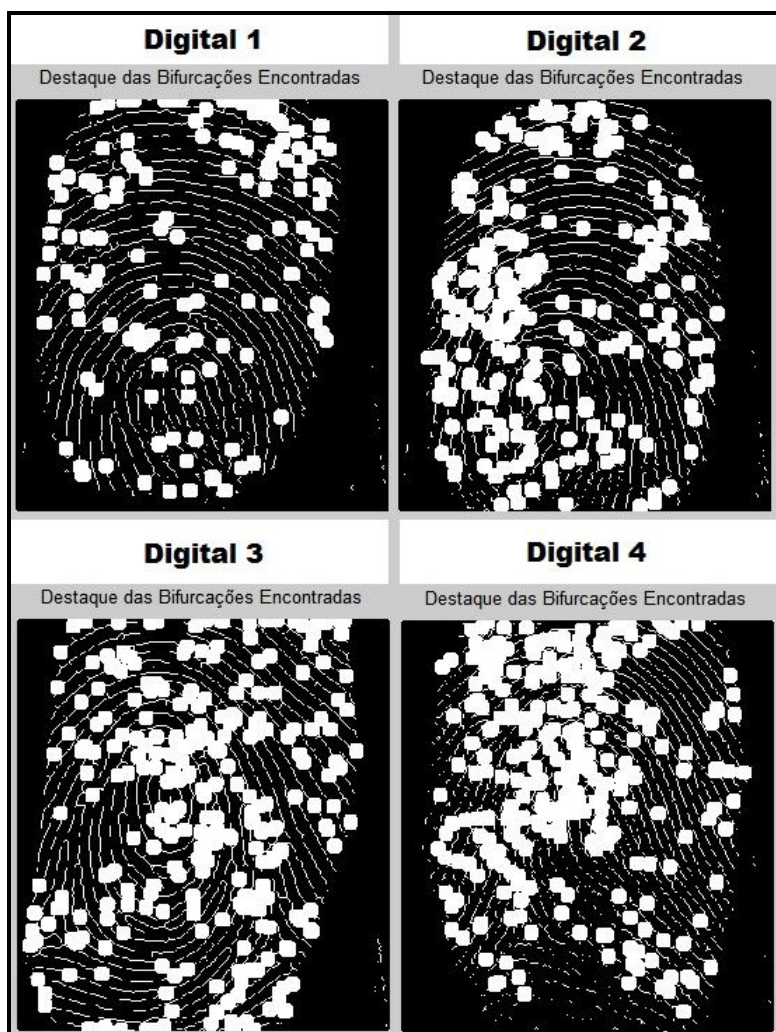 Digital 1
Destaque das Bifurcações Encontradas
Digital 2
Destaque das Bifurcações Encontradas
Digital 3
Destaque das Bifurcações Encontradas
Digital 4
Destaque das Bifurcações Encontradas